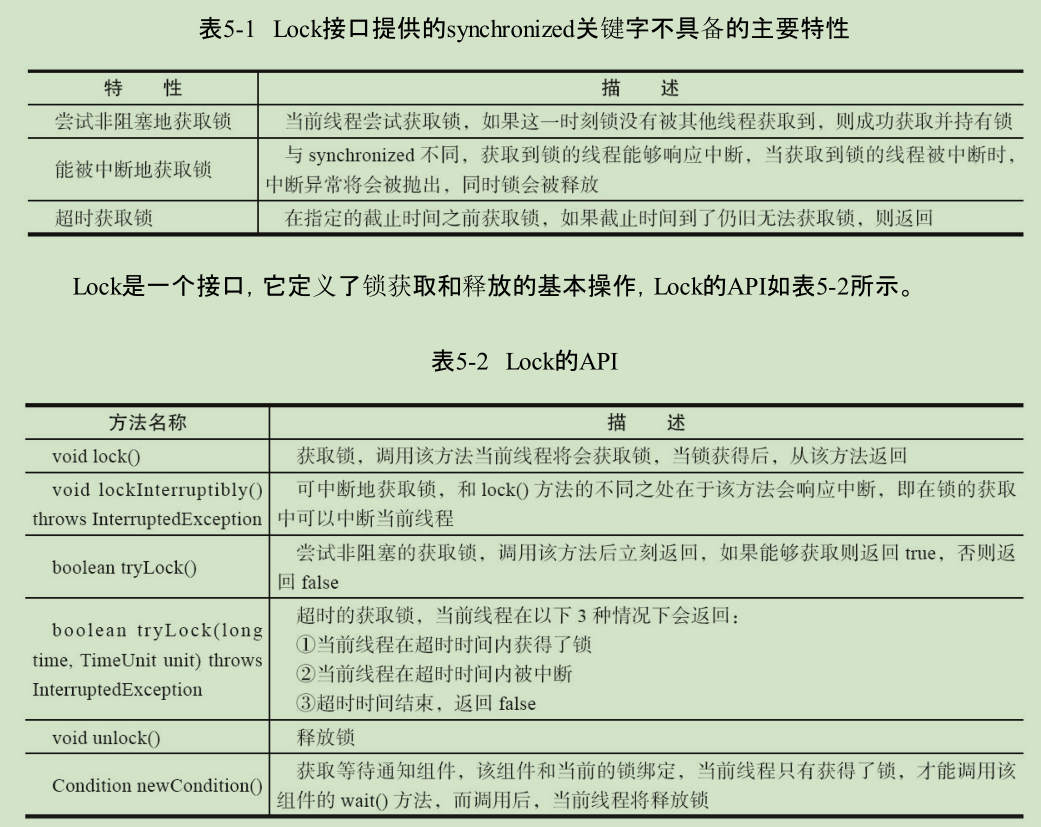 表5-1 Lock接口提供的synchronized关键字不具备的主要特性
特 性
描 述
尝试非阻塞地获取锁
当前线程尝试获取锁，如果这一时刻锁没有被其他线程获取到，则成功获取并持有锁
能被中断地获取锁
与 synchronized 不同，获取到锁的线程能够响应中断，当获取到锁的线程被中断时，
中断异常将会被抛出，同时锁会被释放
超时获取锁
在指定的截止时间之前获取锁，如果截止时间到了仍旧无法获取锁，则返回
Lock是一个接口，它定义了锁获取和释放的基本操作，Lock的API如表5-2所示。
表5-2 Lock的API
方法名称
描 述
void lock()
获取锁，调用该方法当前线程将会获取锁，当锁获得后，从该方法返回
void lockInterruptibly()
throws InterruptedException
可中断地获取锁，和 lock() 方法的不同之处在于该方法会响应中断，即在锁的获取
中可以中断当前线程
boolean tryLock()
尝试非阻塞的获取锁，调用该方法后立刻返回，如果能够获取则返回 true，否则返
回 false
boolean tryLock(long
time, TimeUnit unit) throws
InterruptedException
超时的获取锁，当前线程在以下 3 种情况下会返回：
①当前线程在超时时间内获得了锁
②当前线程在超时时间内被中断
③超时时间结束，返回 false
void unlock()
释放锁
Condition newCondition()
获取等待通知组件，该组件和当前的锁绑定，当前线程只有获得了锁，才能调用该
组件的 wait() 方法，而调用后，当前线程将释放锁